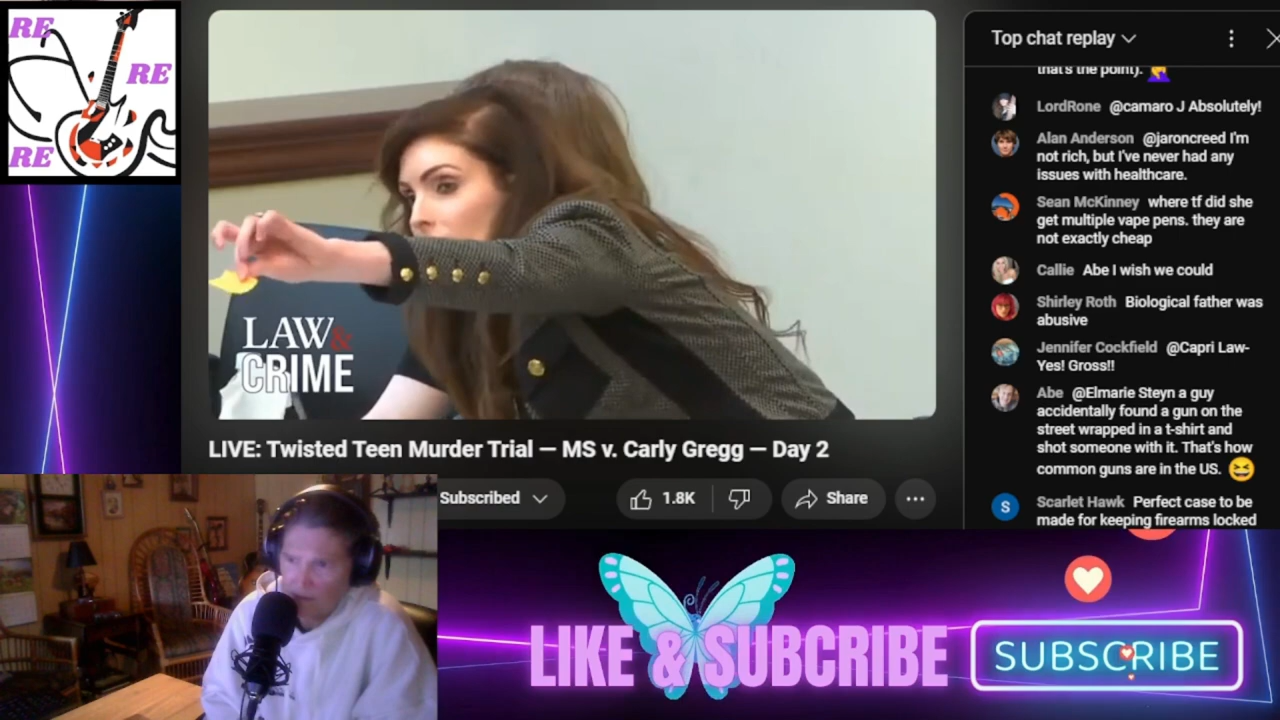 RE
RE
RE
LAW&
CRIME
LIVE: Twisted Teen Murder Trial — MS v. Carly Gregg — Day 2
Subscribed
1.8K
Share
Top chat replay
that's the point).
LordRone @camaro J Absolutely!
Alan Anderson @jaroncreed I'm
not rich, but I've never had any
issues with healthcare.
Sean McKinney where tf did she
get multiple vape pens. they are
not exactly cheap
Callie Abe I wish we could
Shirley Roth Biological father was
abusive
Jennifer Cockfield @Capri Law-
Yes! Gross!!
Abe @Elmarie Steyn a guy
accidentally found a gun on the
street wrapped in a t-shirt and
shot someone with it. That's how
common guns are in the US. 😆
S
Scarlet Hawk Perfect case to be
made for keeping firearms locked
LIKE & SUBCRIBE
SUBSCRIBE